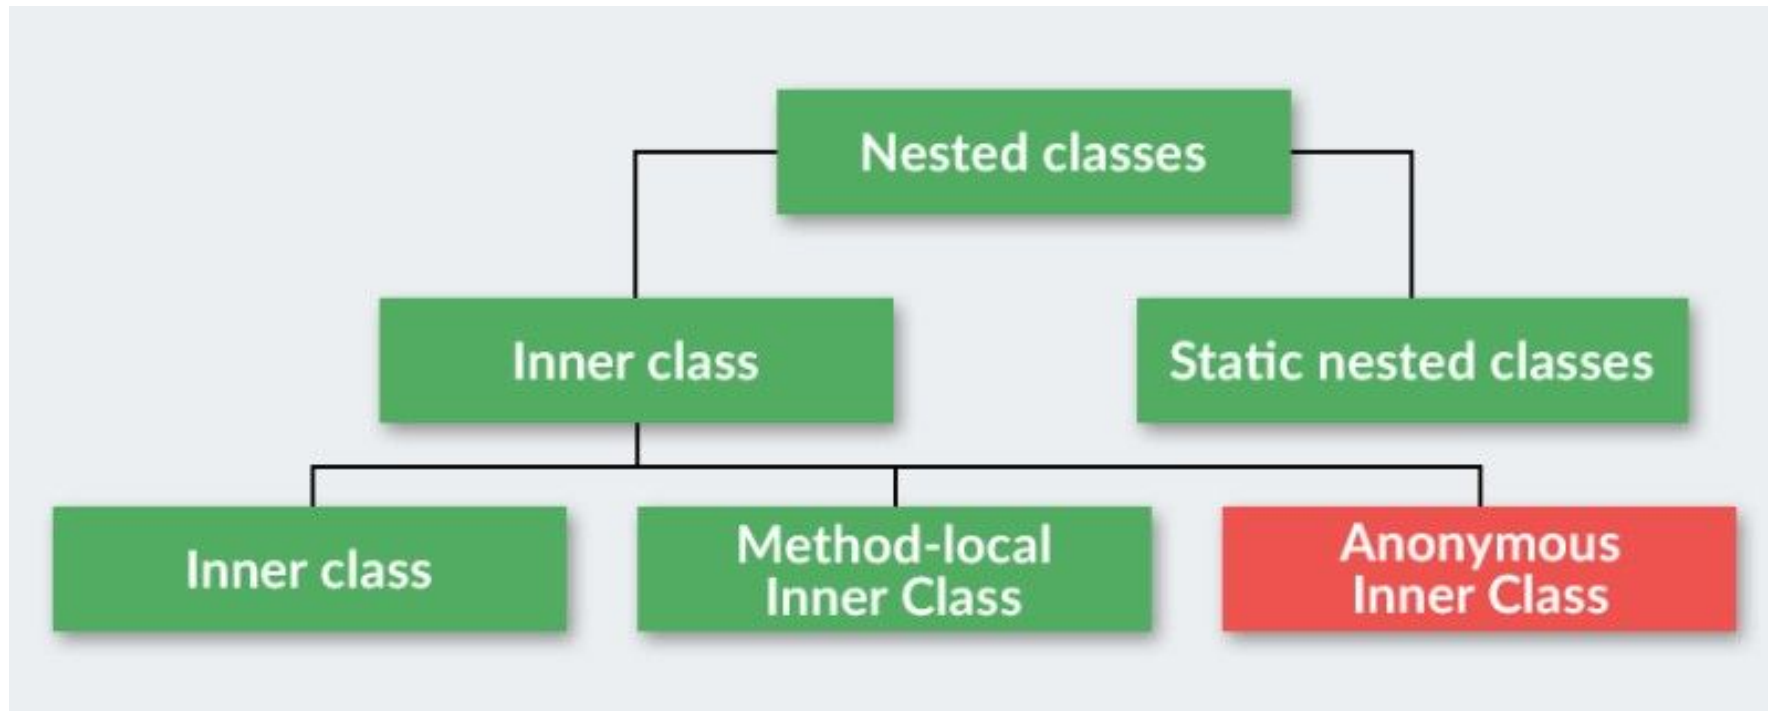 Nested classes
Inner class
Static nested classes
Inner class
Method-local
Inner Class
Anonymous
Inner Class